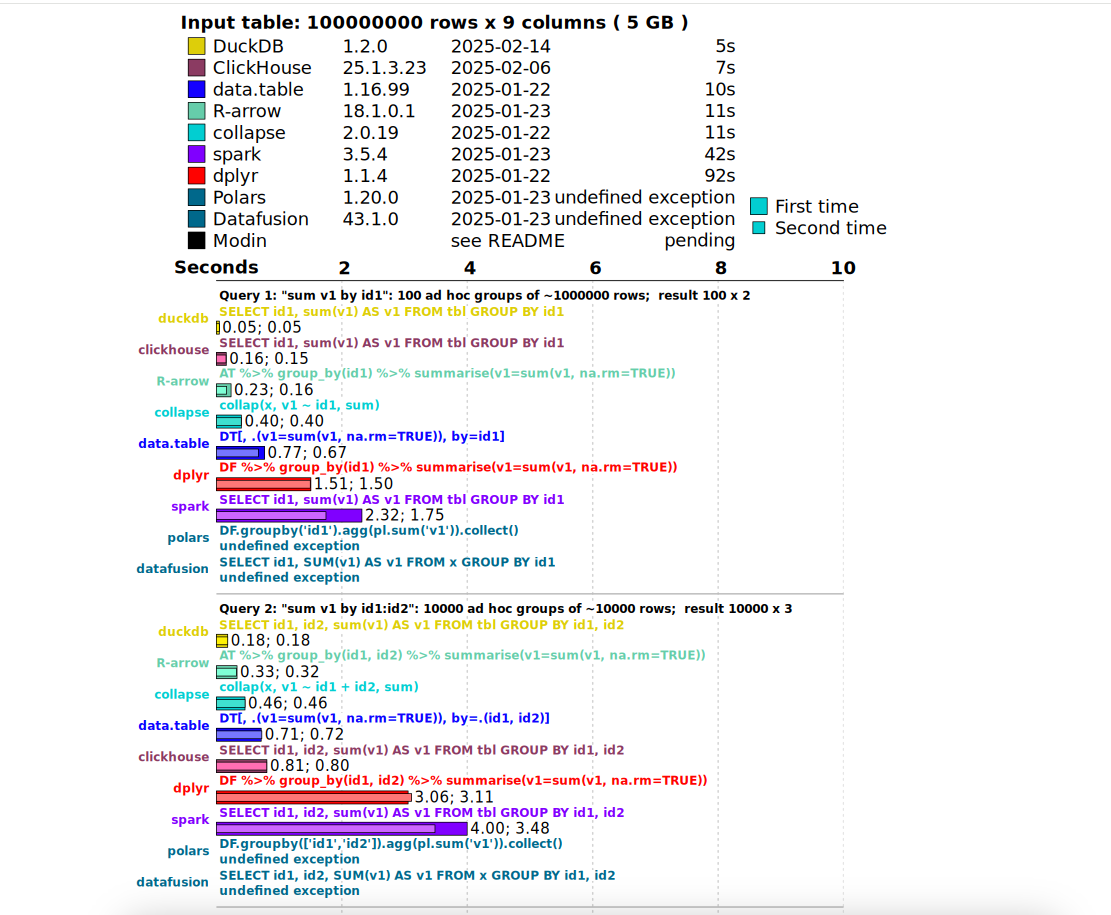 Input table: 100000000 rows x 9 columns ( 5 GB )
DuckDB 1.2.0 2025-02-14 5s
ClickHouse 25.1.3.23 2025-02-06 7s
data.table 1.16.99 2025-01-22 10s
R-arrow 18.1.0.1 2025-01-23 11s
collapse 2.0.19 2025-01-22 11s
spark 3.5.4 2025-01-23 42s
dplyr 1.1.4 2025-01-22 92s
Polars 1.20.0 2025-01-23 undefined exception
Datafusion 43.1.0 2025-01-23 undefined exception
Modin see README pending
First time
Second time
Seconds 2 4 6 8 10
Query 1: "sum v1 by id1": 100 ad hoc groups of ~1000000 rows; result 100 x 2
duckdb SELECT id1, sum(v1) AS v1 FROM tbl GROUP BY id1
0.05; 0.05
clickhouse SELECT id1, sum(v1) AS v1 FROM tbl GROUP BY id1
0.16; 0.15
R-arrow AT %>% group_by(id1) %>% summarise(v1=sum(v1, na.rm=TRUE))
0.23; 0.16
collapse collap(x, v1 ~ id1, sum)
0.40; 0.40
data.table DT[, .(v1=sum(v1, na.rm=TRUE)), by=id1]
0.77; 0.67
dplyr DF %>% group_by(id1) %>% summarise(v1=sum(v1, na.rm=TRUE))
1.51; 1.50
spark SELECT id1, sum(v1) AS v1 FROM tbl GROUP BY id1
2.32; 1.75
polars DF.groupby('id1').agg(pl.sum('v1')).collect()
undefined exception
datafusion SELECT id1, SUM(v1) AS v1 FROM x GROUP BY id1
undefined exception
Query 2: "sum v1 by id1:id2": 10000 ad hoc groups of ~10000 rows; result 10000 x 3
duckdb SELECT id1, id2, sum(v1) AS v1 FROM tbl GROUP BY id1, id2
0.18; 0.18
R-arrow AT %>% group_by(id1, id2) %>% summarise(v1=sum(v1, na.rm=TRUE))
0.33; 0.32
collapse collap(x, v1 ~ id1 + id2, sum)
0.46; 0.46
data.table DT[, .(v1=sum(v1, na.rm=TRUE)), by=.(id1, id2)]
0.71; 0.72
clickhouse SELECT id1, id2, sum(v1) AS v1 FROM tbl GROUP BY id1, id2
0.81; 0.80
dplyr DF %>% group_by(id1, id2) %>% summarise(v1=sum(v1, na.rm=TRUE))
3.06; 3.11
spark SELECT id1, id2, sum(v1) AS v1 FROM tbl GROUP BY id1, id2
4.00; 3.48
polars DF.groupby(['id1','id2']).agg(pl.sum('v1')).collect()
undefined exception
datafusion SELECT id1, id2, SUM(v1) AS v1 FROM x GROUP BY id1, id2
undefined exception